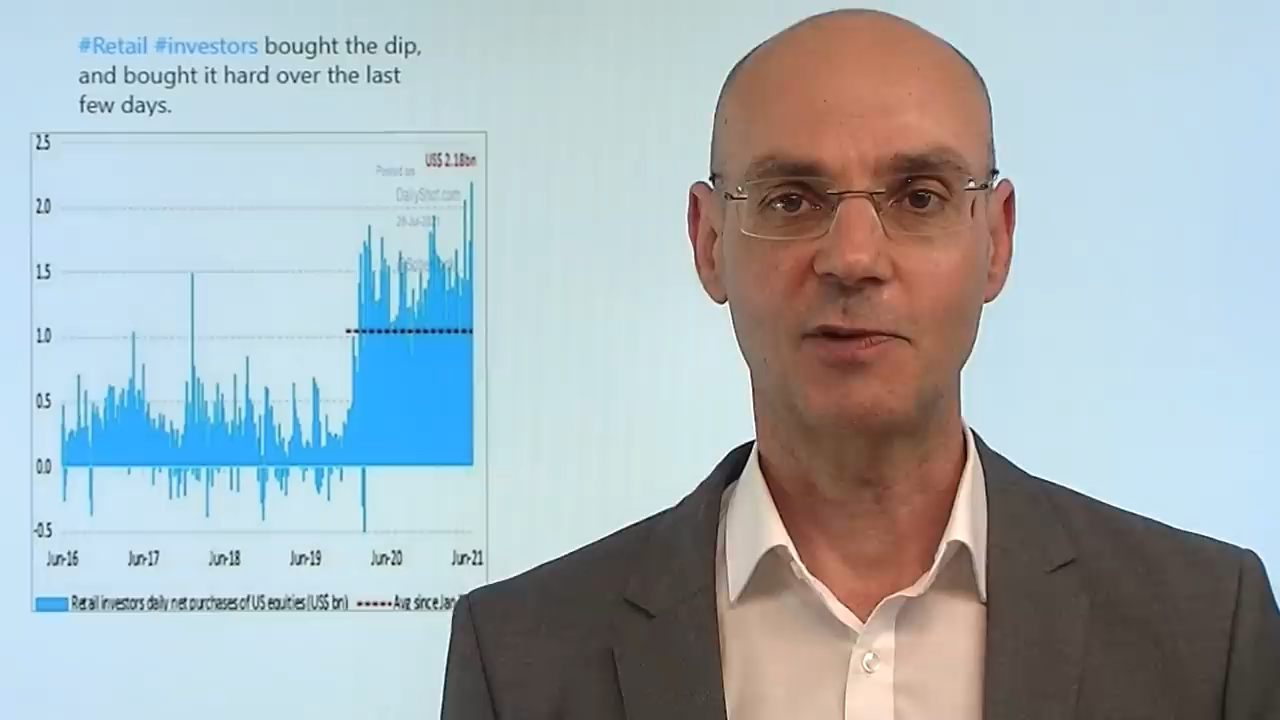 #Retail #investors bought the dip,
and bought it hard over the last
few days.
2.5
US$ 2.18bn
Posted on
2.0
DailyShot.com
1.5
1.0
0.5
0.0
-0.5
Jun-16 Jun-17 Jun-18 Jun-19 Jun-20 Jun-21
Retail investors daily net purchases of US equities (US$ bn) Avg since Jan